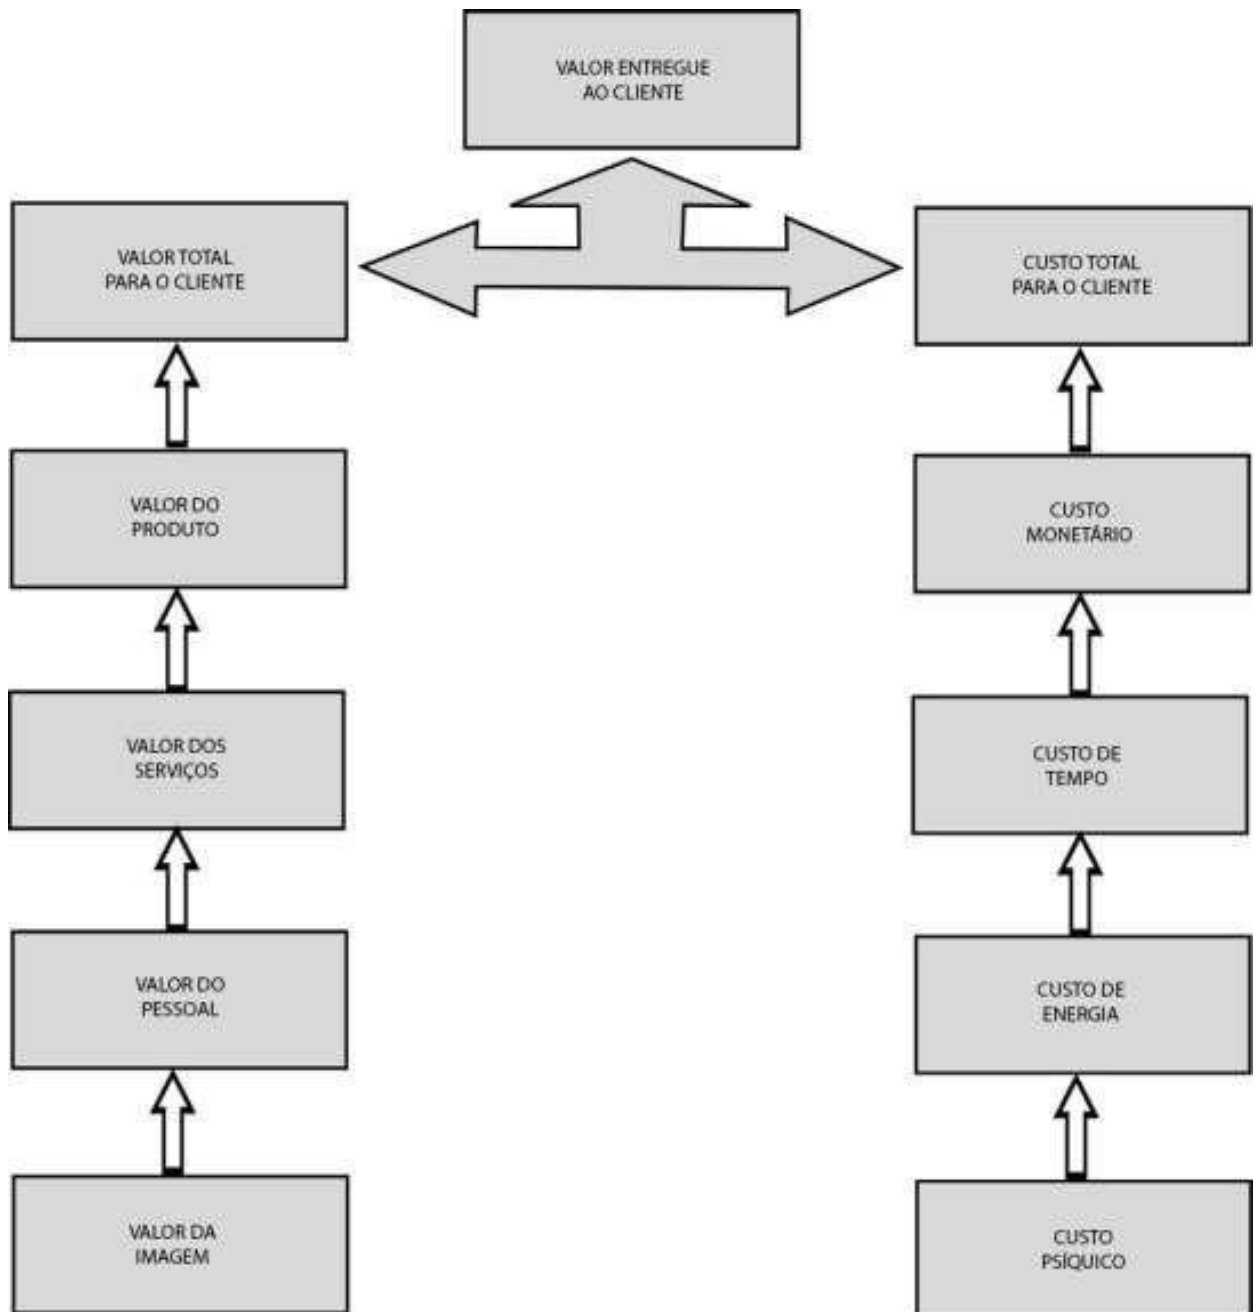 VALOR ENTREGUE
AO CLIENTE
VALOR TOTAL
PARA O CLIENTE
CUSTO TOTAL
PARA O CLIENTE
VALOR DO
PRODUTO
CUSTO
MONETÁRIO
VALOR DOS
SERVIÇOS
CUSTO DE
TEMPO
VALOR DO
PESSOAL
CUSTO DE
ENERGIA
VALOR DA
IMAGEM
CUSTO
PSÍQUICO